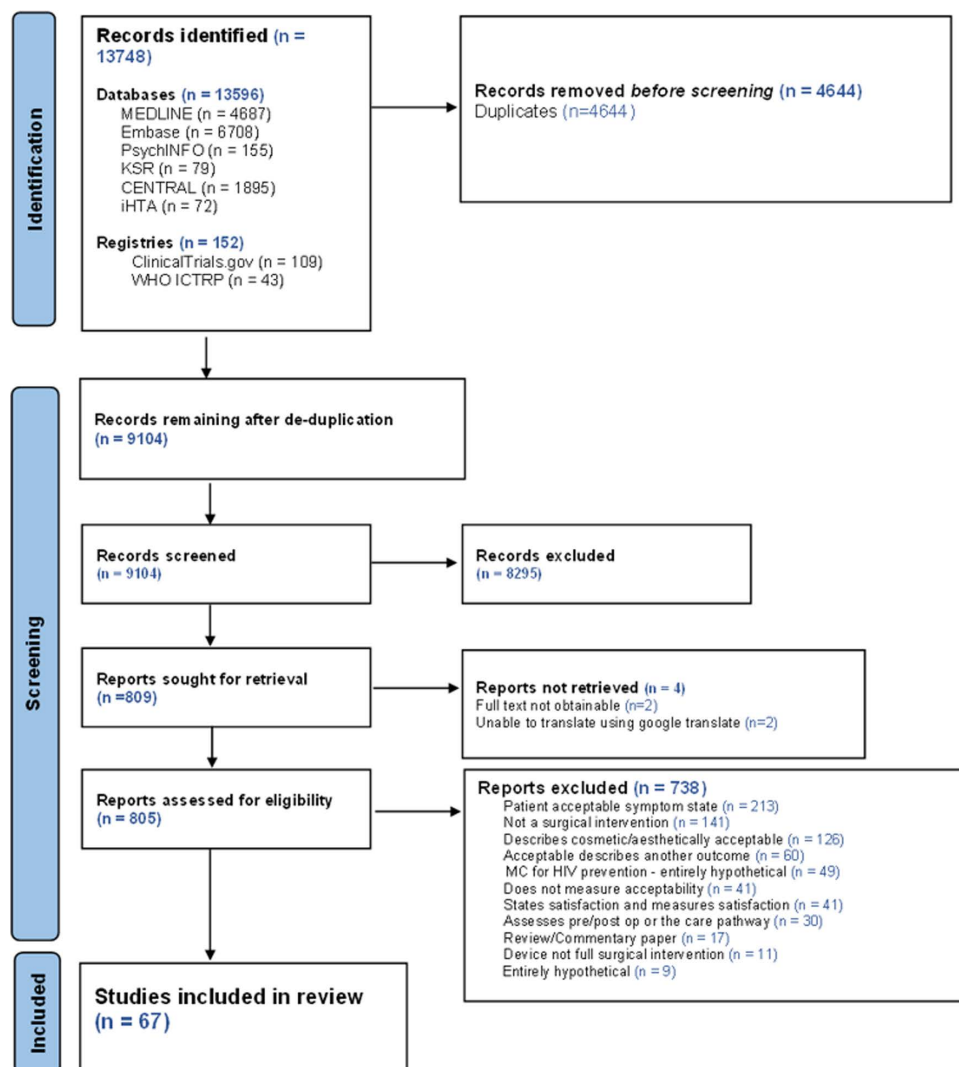 Identification
Records identified (n =
13748)
Databases (n = 13596)
MEDLINE (n = 4687)
Embase (n = 6708)
PsychINFO (n = 155)
KSR (n = 79)
CENTRAL (n = 1895)
iHTA (n = 72)
Registries (n = 152)
ClinicalTrials.gov (n = 109)
WHO ICTRP (n = 43)
Records removed before screening (n = 4644)
Duplicates (n=4644)
Screening
Records remaining after de-duplication
(n = 9104)
Records screened
(n = 9104)
Records excluded
(n = 8295)
Reports sought for retrieval
(n =809)
Reports not retrieved (n = 4)
Full text not obtainable (n=2)
Unable to translate using google translate (n=2)
Reports assessed for eligibility
(n = 805)
Reports excluded (n = 738)
Patient acceptable symptom state (n = 213)
Not a surgical intervention (n = 141)
Describes cosmetic/aesthetically acceptable (n = 126)
Acceptable describes another outcome (n = 60)
MC for HIV prevention - entirely hypothetical (n = 49)
Does not measure acceptability (n = 41)
States satisfaction and measures satisfaction (n = 41)
Assesses pre/post op or the care pathway (n = 30)
Review/Commentary paper (n = 17)
Device not full surgical intervention (n = 11)
Entirely hypothetical (n = 9)
Included
Studies included in review
(n = 67)